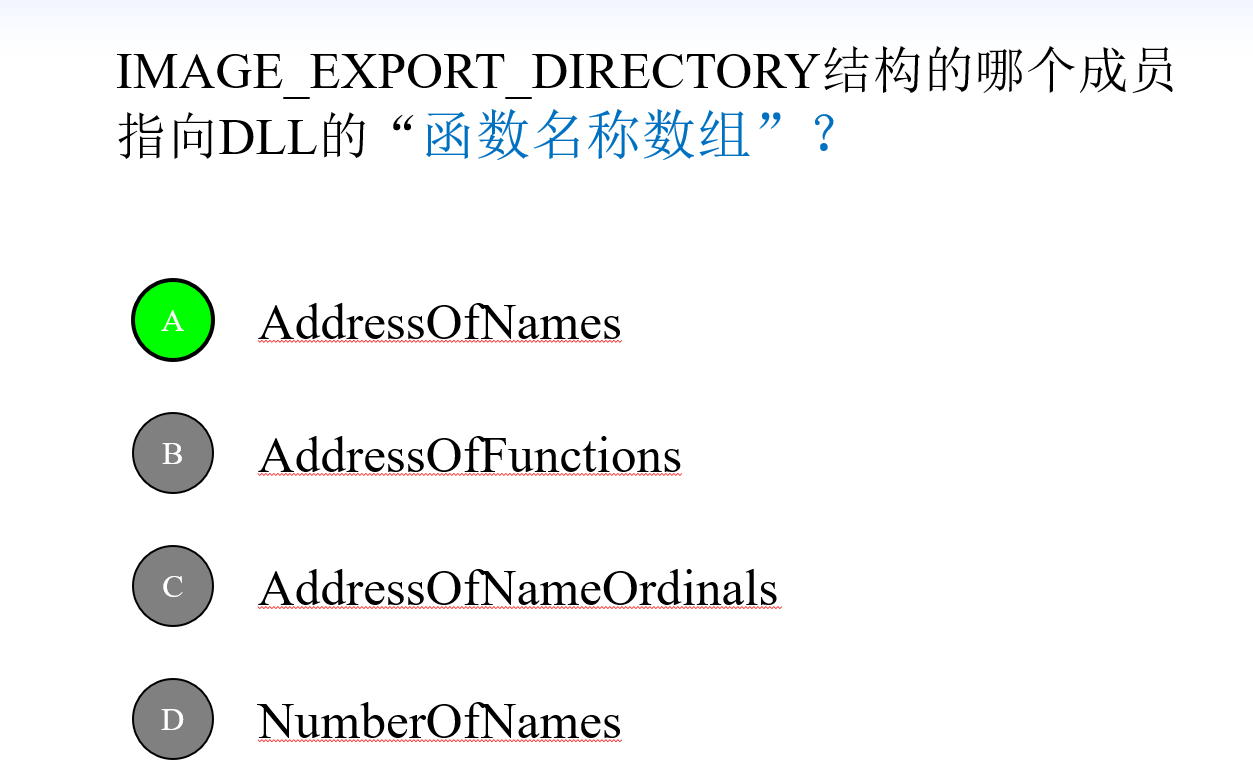 IMAGE_EXPORT_DIRECTORY结构的哪个成员
指向DLL的“函数名称数组”？
A AddressOfNames
B AddressOfFunctions
C AddressOfNameOrdinals
D NumberOfNames